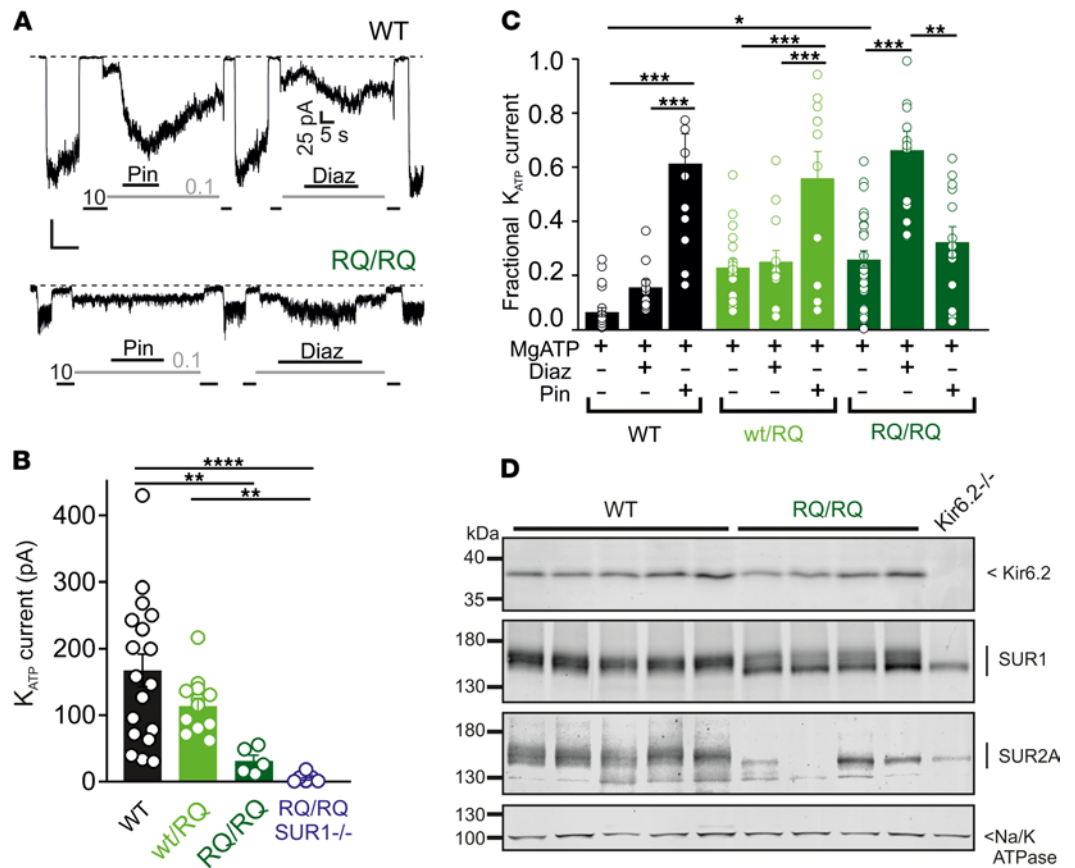 A
WT
25 pA
5 s
Pin
0.1
10
Diaz
RQ/RQ
Pin
0.1
10
Diaz
B
****
**
**
K_ATP current (pA)
400
300
200
100
0
WT
wt/RQ
RQ/RQ
RQ/RQ
SUR1-/-
C
*
***
***
**
***
***
***
Fractional K_ATP current
1.0
0.8
0.6
0.4
0.2
0.0
MgATP + + + + + + + + +
Diaz - + - + - + -
Pin - - + - - + - - +
WT
wt/RQ
RQ/RQ
D
WT
RQ/RQ
Kir6.2-/-
kDa
40
35
< Kir6.2
180
130
SUR1
180
130
SUR2A
120
100
<Na/K
ATPase